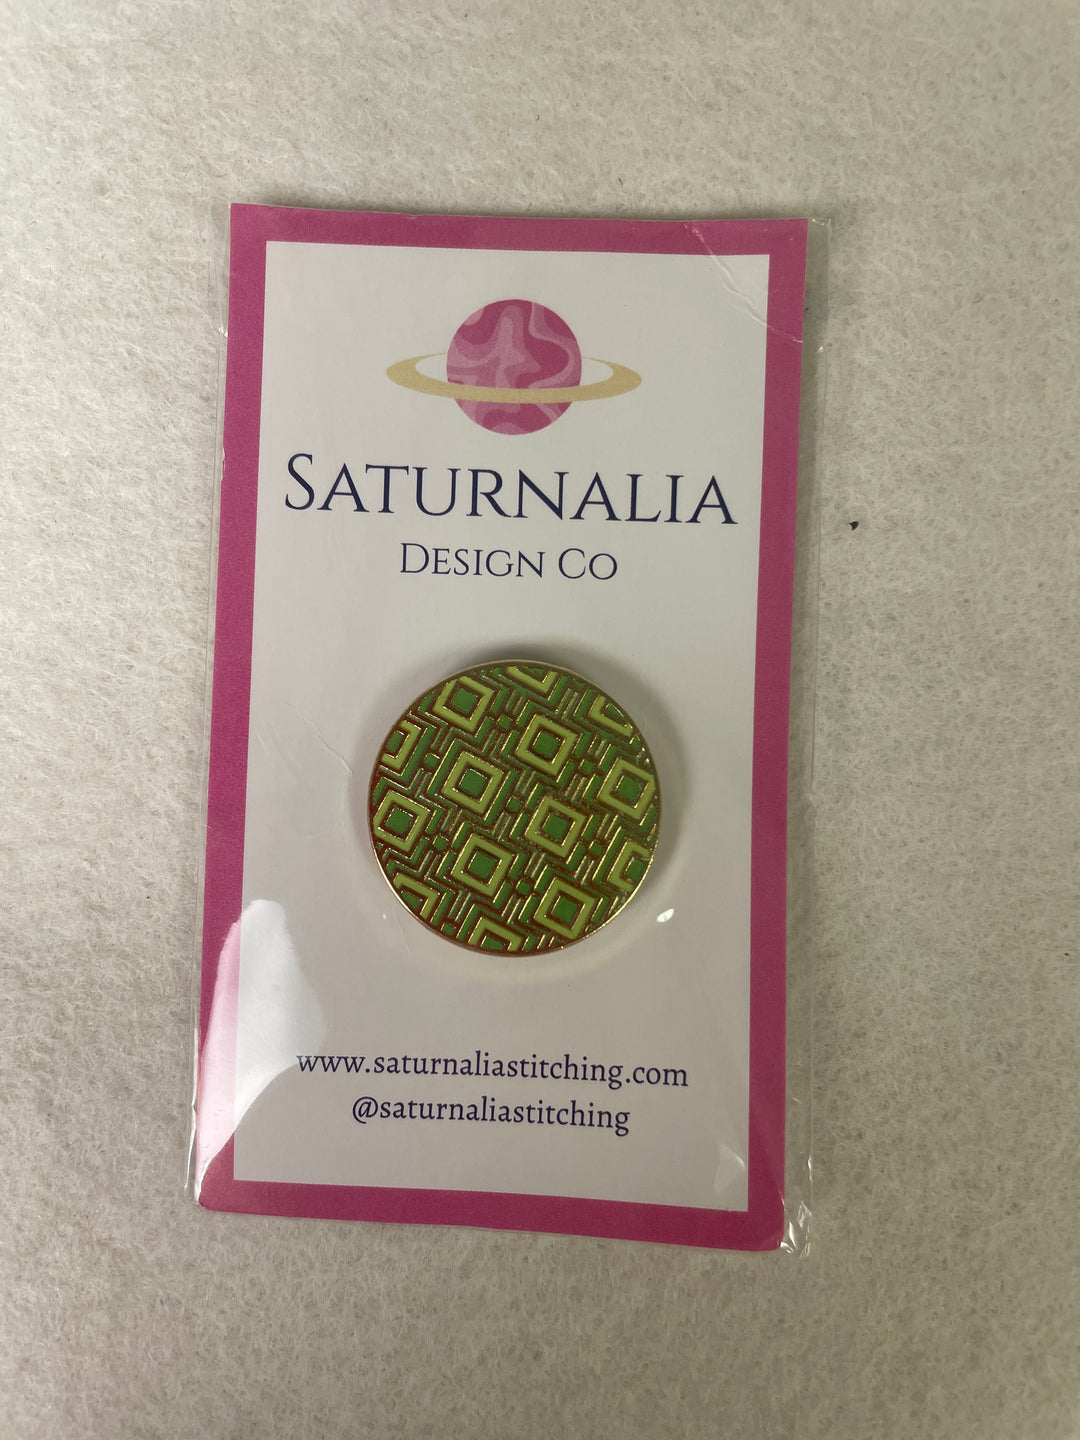 SATURNALIA
DESIGN CO
www.saturnaliastitching.com
@saturnaliastitching